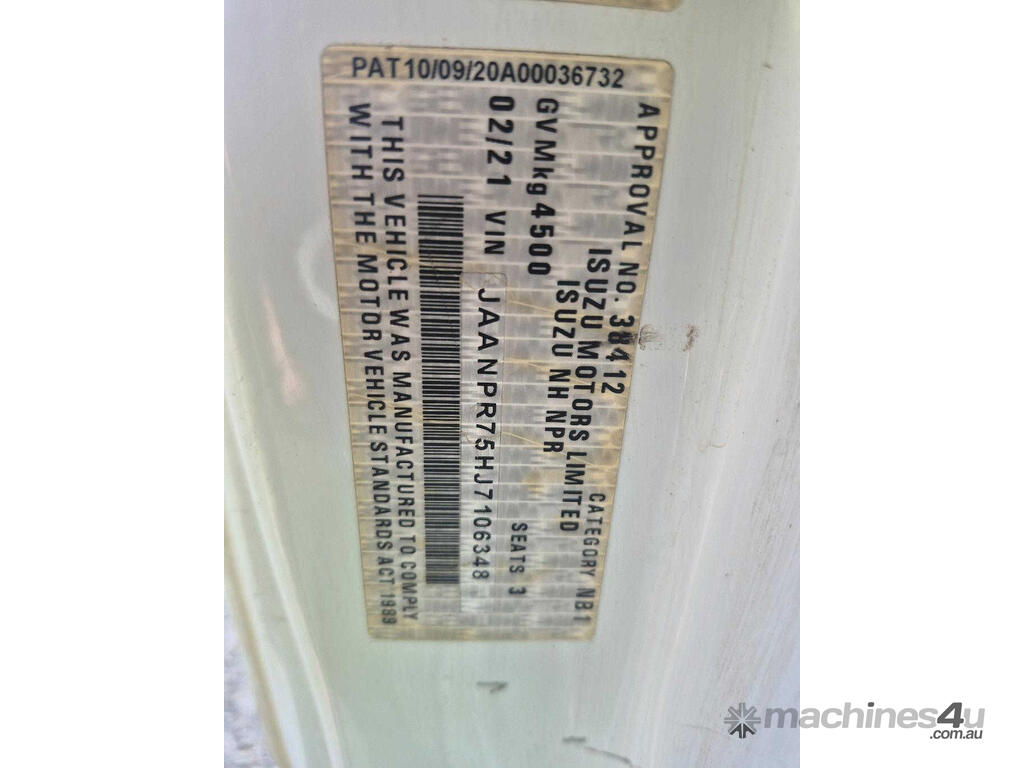 PAT10/09/20A00036732
APPROVAL NO. 38412 CATEGORY NB1
ISUZU MOTORS LIMITED
ISUZU NH NPR
GVMkg 4500 SEATS 3
02/21 VIN JAANPR75HJ7106348
THIS VEHICLE WAS MANUFACTURED TO COMPLY
WITH THE MOTOR VEHICLE STANDARDS ACT 1989
machines4u
.com.au